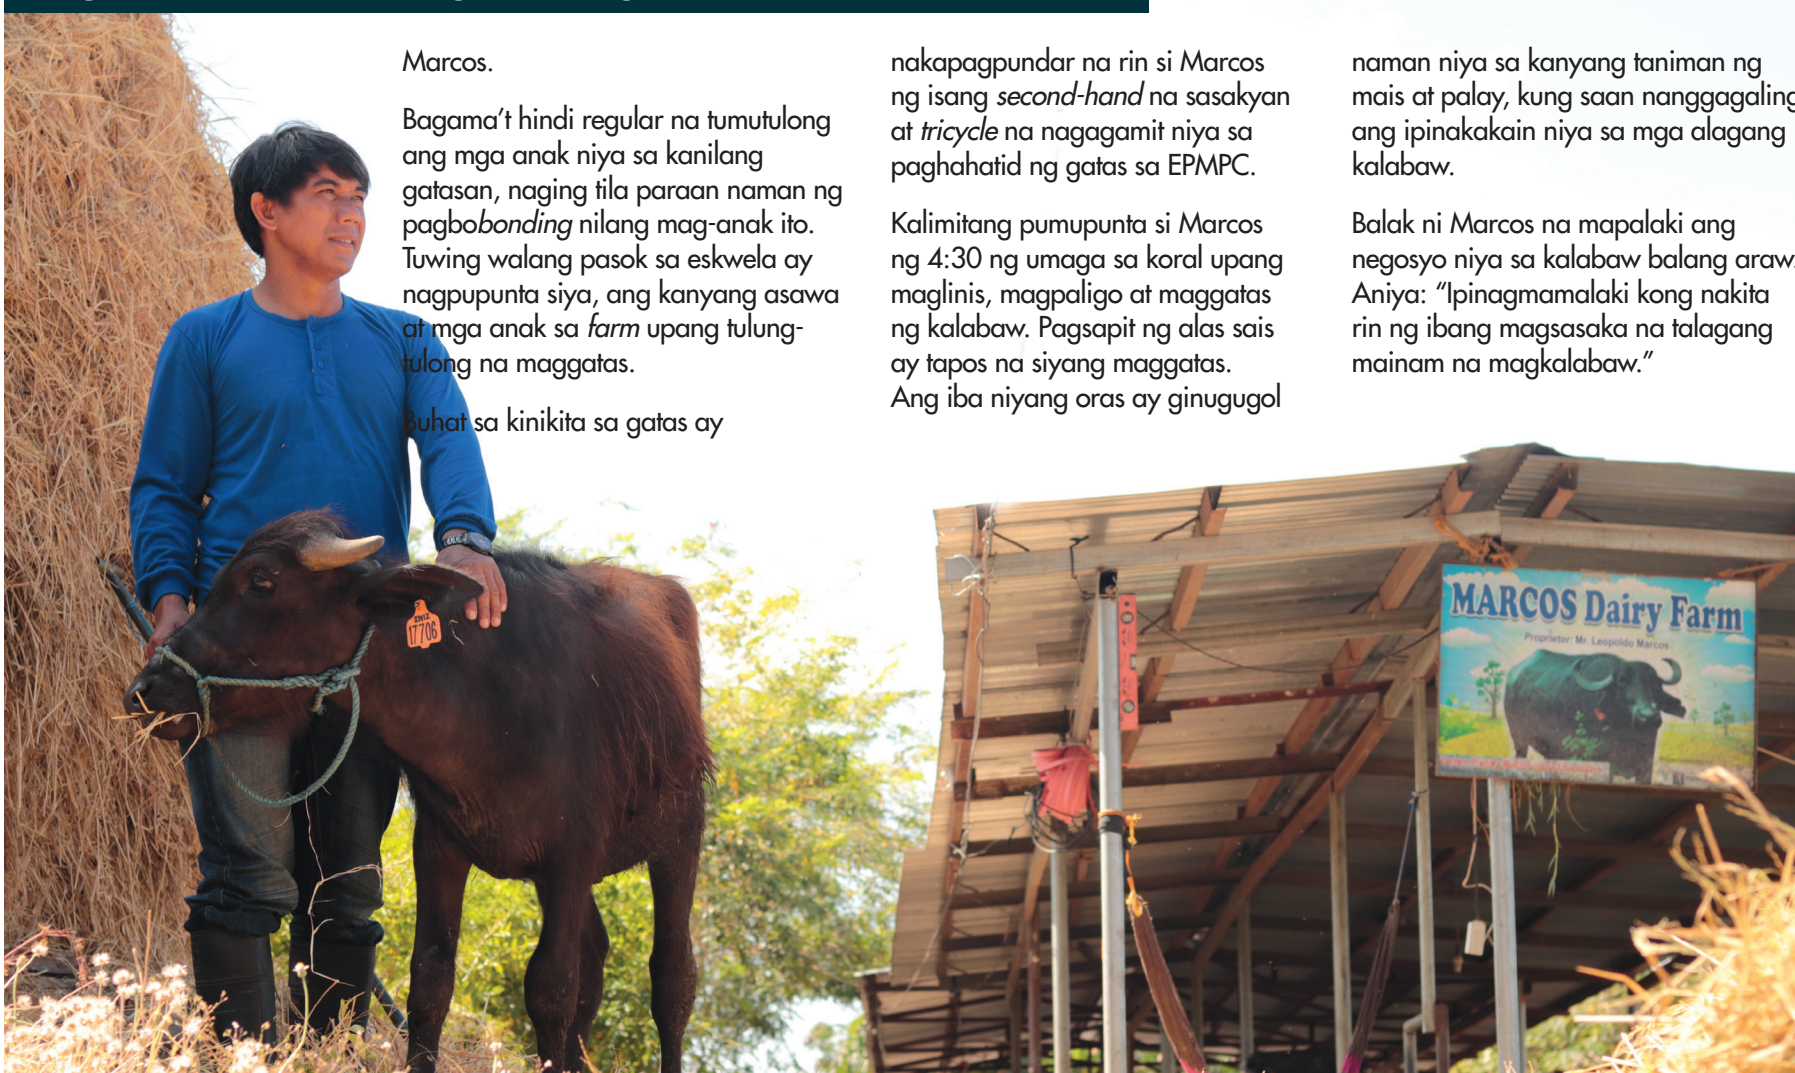 Marcos.
Bagama't hindi regular na tumutulong
ang mga anak niya sa kanilang
gatasan, naging tila paraan naman ng
pagbobonding nilang mag-anak ito.
Tuwing walang pasok sa eskwela ay
nagpupunta siya, ang kanyang asawa
at mga anak sa farm upang tulung-
tulong na maggatas.
Buhat sa kinikita sa gatas ay
nakapagpundar na rin si Marcos
ng isang second-hand na sasakyan
at tricycle na nagagamit niya sa
paghahatid ng gatas sa EPMPC.
Kalimitang pumupunta si Marcos
ng 4:30 ng umaga sa koral upang
maglinis, magpaligo at maggatas
ng kalabaw. Pagsapit ng alas sais
ay tapos na siyang maggatas.
Ang iba niyang oras ay ginugugol
naman niya sa kanyang taniman ng
mais at palay, kung saan nanggagaling
ang ipinakakain niya sa mga alagang
kalabaw.
Balak ni Marcos na mapalaki ang
negosyo niya sa kalabaw balang araw.
Aniya: “Ipinagmamalaki kong nakita
rin ng ibang magsasaka na talagang
mainam na magkalabaw.”
17706
MARCOS Dairy Farm
Proprietor: Mr. Leopoldo Marcos